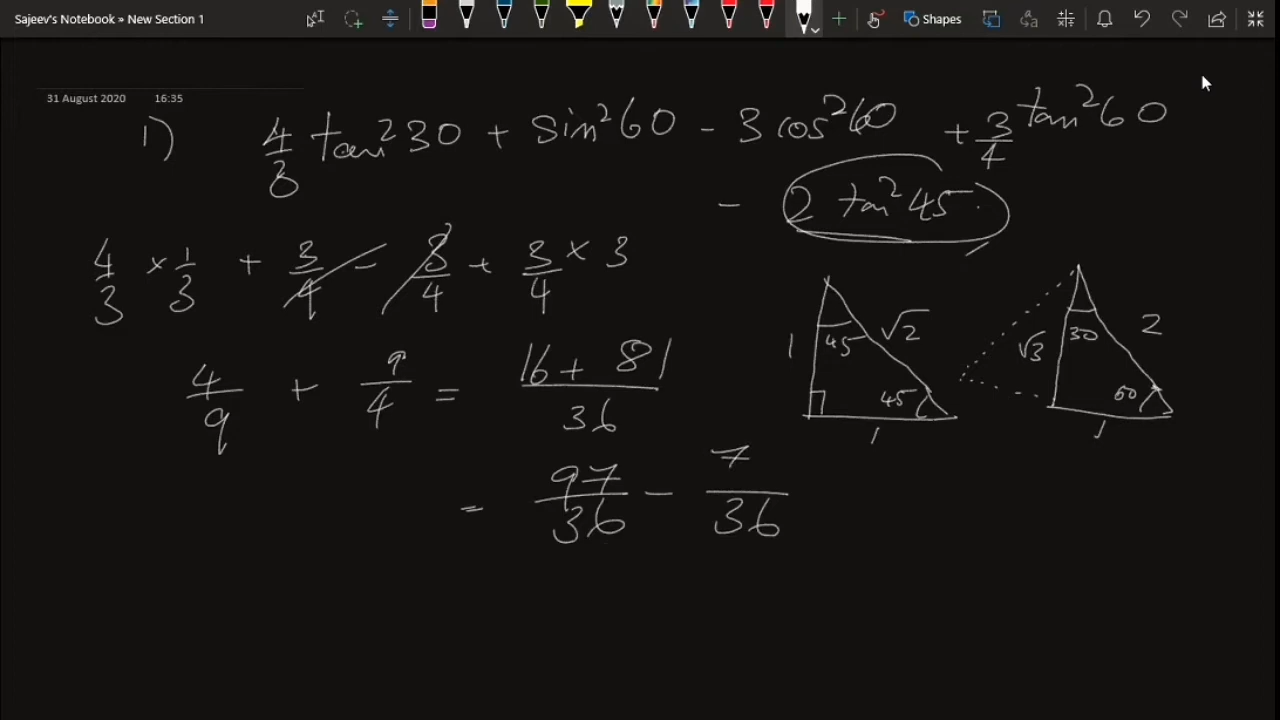 Sajeev's Notebook » New Section 1
Shapes
31 August 2020 16:35
1) 4/3 tan²30 + sin²60 - 3 cos²60 + 3/4 tan²60
- 2 tan²45
4/3 × 1/3 + 3/4 - 3/4 + 3/4 × 3
4/9 + 9/4 = 16 + 81/36
= 97/36 - 7/36
1 45 √2 45 1
√3 30 2 60 1